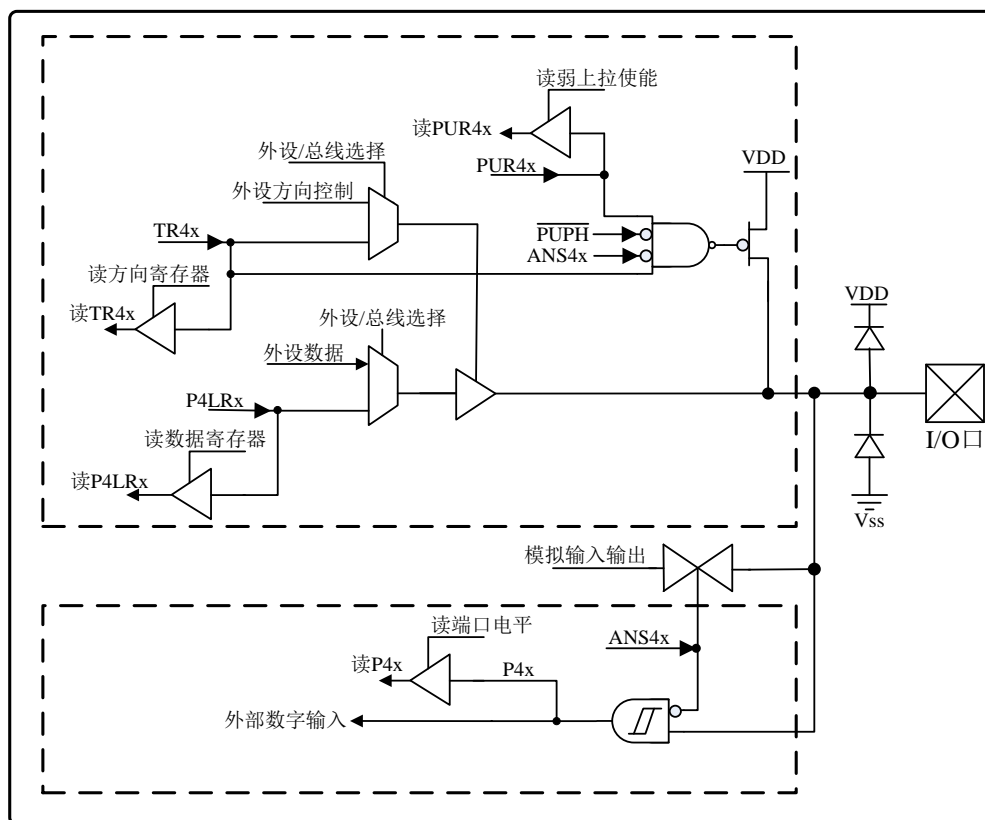 读弱上拉使能
读PUR4x
外设/总线选择
PUR4x
VDD
外设方向控制
TR4x
PUPH
ANS4x
读方向寄存器
读TR4x
外设/总线选择
VDD
外设数据
P4LRx
I/O口
读数据寄存器
读P4LRx
Vss
模拟输入输出
读端口电平
ANS4x
读P4x
P4x
外部数字输入